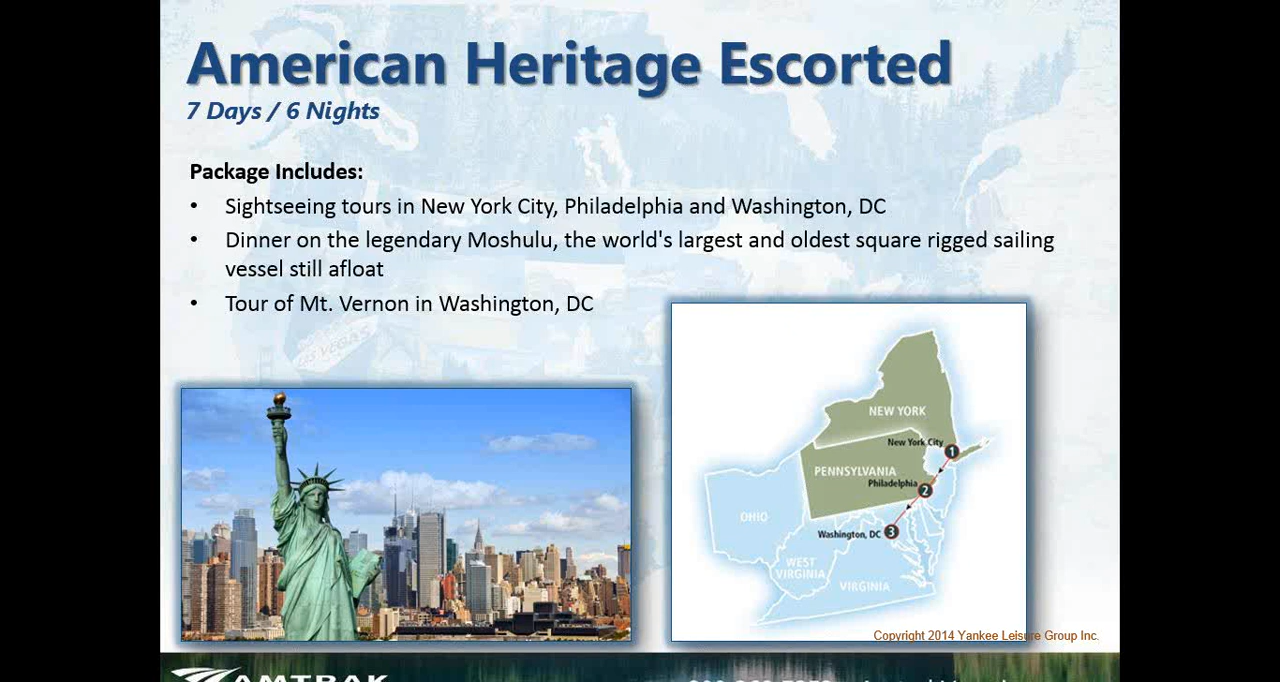 American Heritage Escorted
7 Days / 6 Nights
Package Includes:
• Sightseeing tours in New York City, Philadelphia and Washington, DC
• Dinner on the legendary Moshulu, the world's largest and oldest square rigged sailing
vessel still afloat
• Tour of Mt. Vernon in Washington, DC
LAS VEGAS
NEW YORK
New York City
1
PENNSYLVANIA
Philadelphia
2
OHIO
Washington, DC
3
WEST
VIRGINIA
VIRGINIA
Copyright 2014 Yankee Leisure Group Inc.
AMTRAK